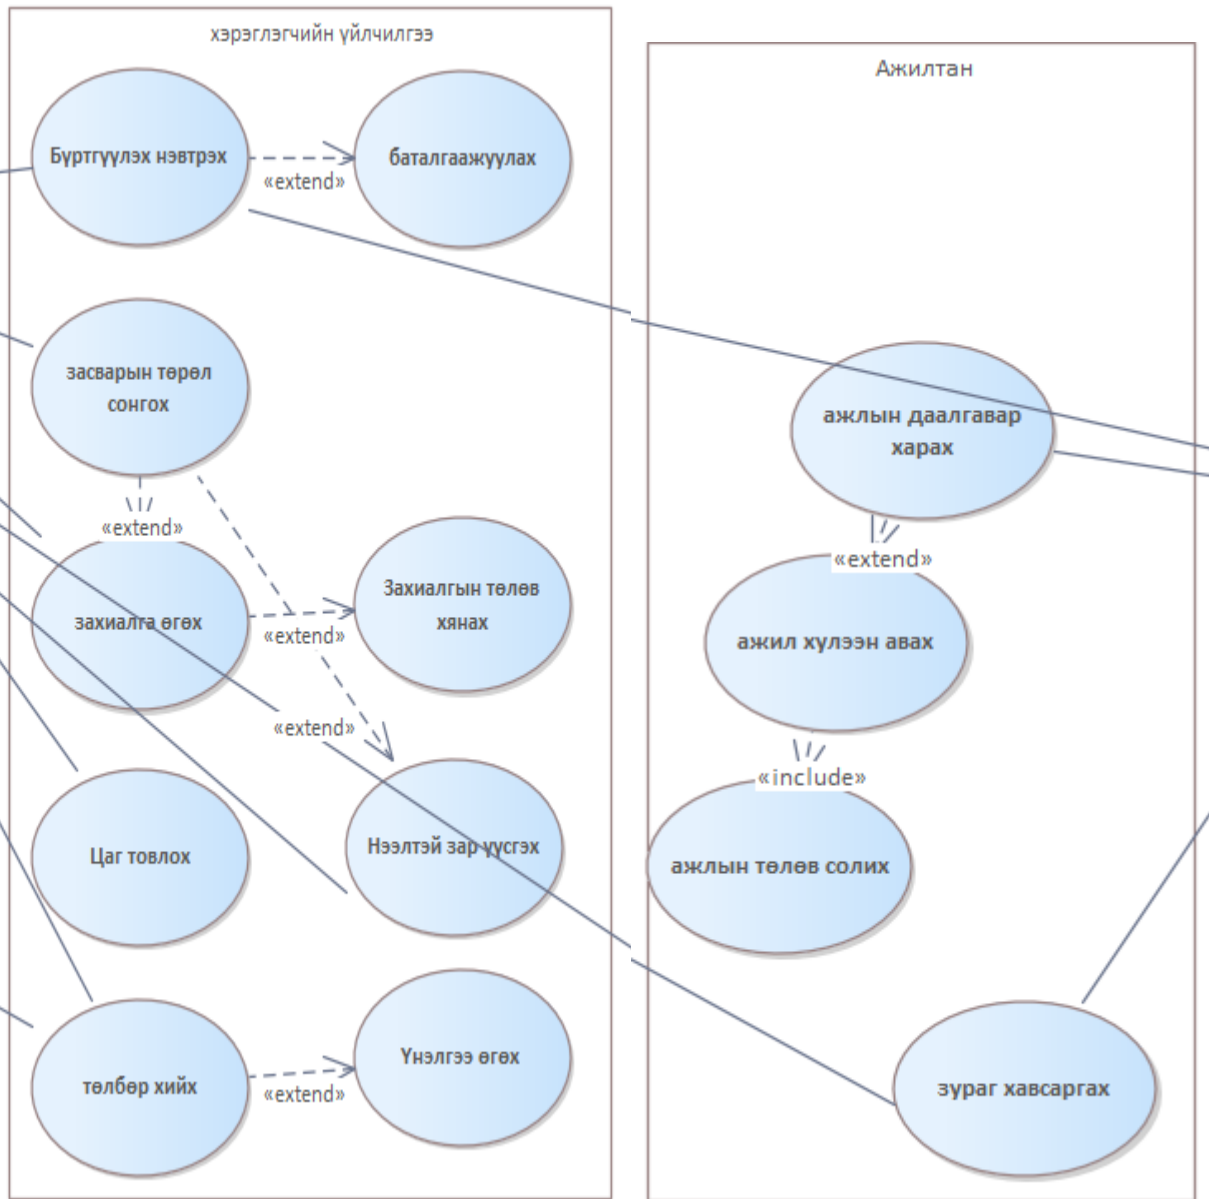 хэрэглэгчийн үйлчилгээ
Бүртгүүлэх нэвтрэх
«extend»
баталгаажуулах
засварын төрөл
сонгох
«extend»
захиалга өгөх
«extend»
Захиалгын төлөв
хянах
«extend»
Цаг товлох
Нээлтэй зар үүсгэх
төлбөр хийх
«extend»
Үнэлгээ өгөх
Ажилтан
ажлын даалгавар
харах
«extend»
ажил хүлээн авах
«include»
ажлын төлөв солих
зураг хавсаргах